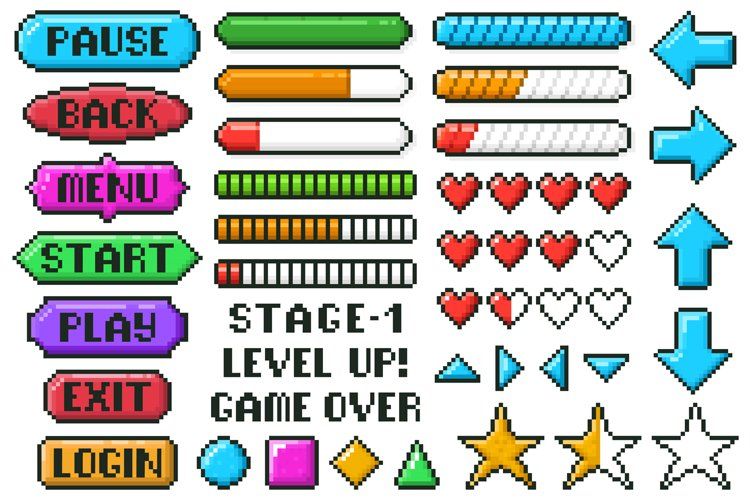 PAUSE
BACK
MENU
START
PLAY
EXIT
LOGIN
STAGE-1
LEVEL UP!
GAME OVER